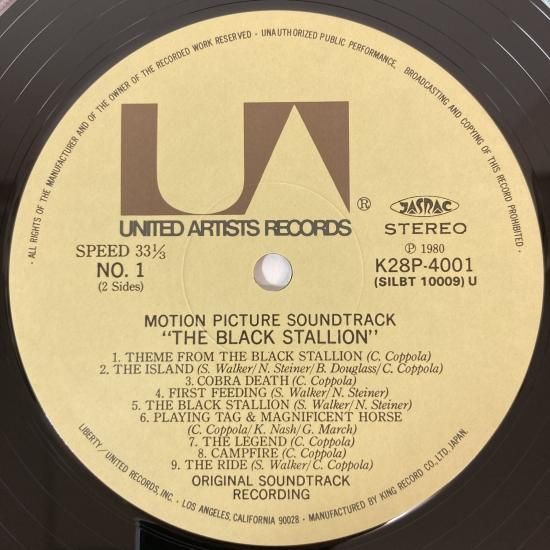 · ALL RIGHTS OF THE MANUFACTURER AND OF THE OWNER OF THE RECORDED WORK RESERVED · UNAUTHORIZED PUBLIC PERFORMANCE, BROADCASTING AND COPYING OF THIS RECORD PROHIBITED ·
UA
®
UNITED ARTISTS RECORDS
JASRAC
STEREO
SPEED 33⅓
NO. 1
(2 Sides)
℗ 1980
K28P-4001
(SILBT 10009) U
MOTION PICTURE SOUNDTRACK
"THE BLACK STALLION"
1. THEME FROM THE BLACK STALLION (C. Coppola)
2. THE ISLAND (S. Walker/N. Steiner/B. Douglass/C, Coppola)
3. COBRA DEATH (C. Coppola)
4. FIRST FEEDING (S. Walker/N. Steiner)
5. THE BLACK STALLION (S. Walker/N. Steiner)
6. PLAYING TAG & MAGNIFICENT HORSE
(C. Coppola/K. Nash/G. March)
7. THE LEGEND (C. Coppola)
8. CAMPFIRE (C. Coppola)
9. THE RIDE (S. Walker/C. Coppola)
ORIGINAL SOUNDTRACK
RECORDING
LIBERTY/UNITED RECORDS, INC. · LOS ANGELES, CALIFORNIA 90028 · MANUFACTURED BY KING RECORD CO., LTD. JAPAN.